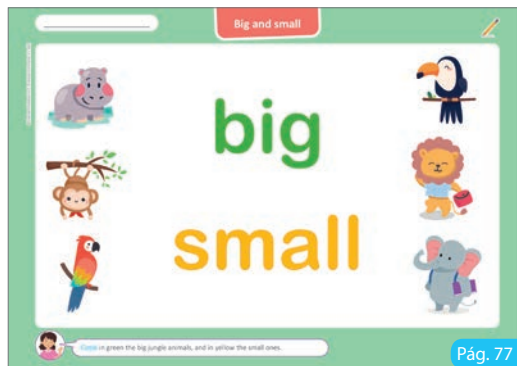 Big and small
big
small
Circle in green the big jungle animals, and in yellow the small ones.
Pág. 77